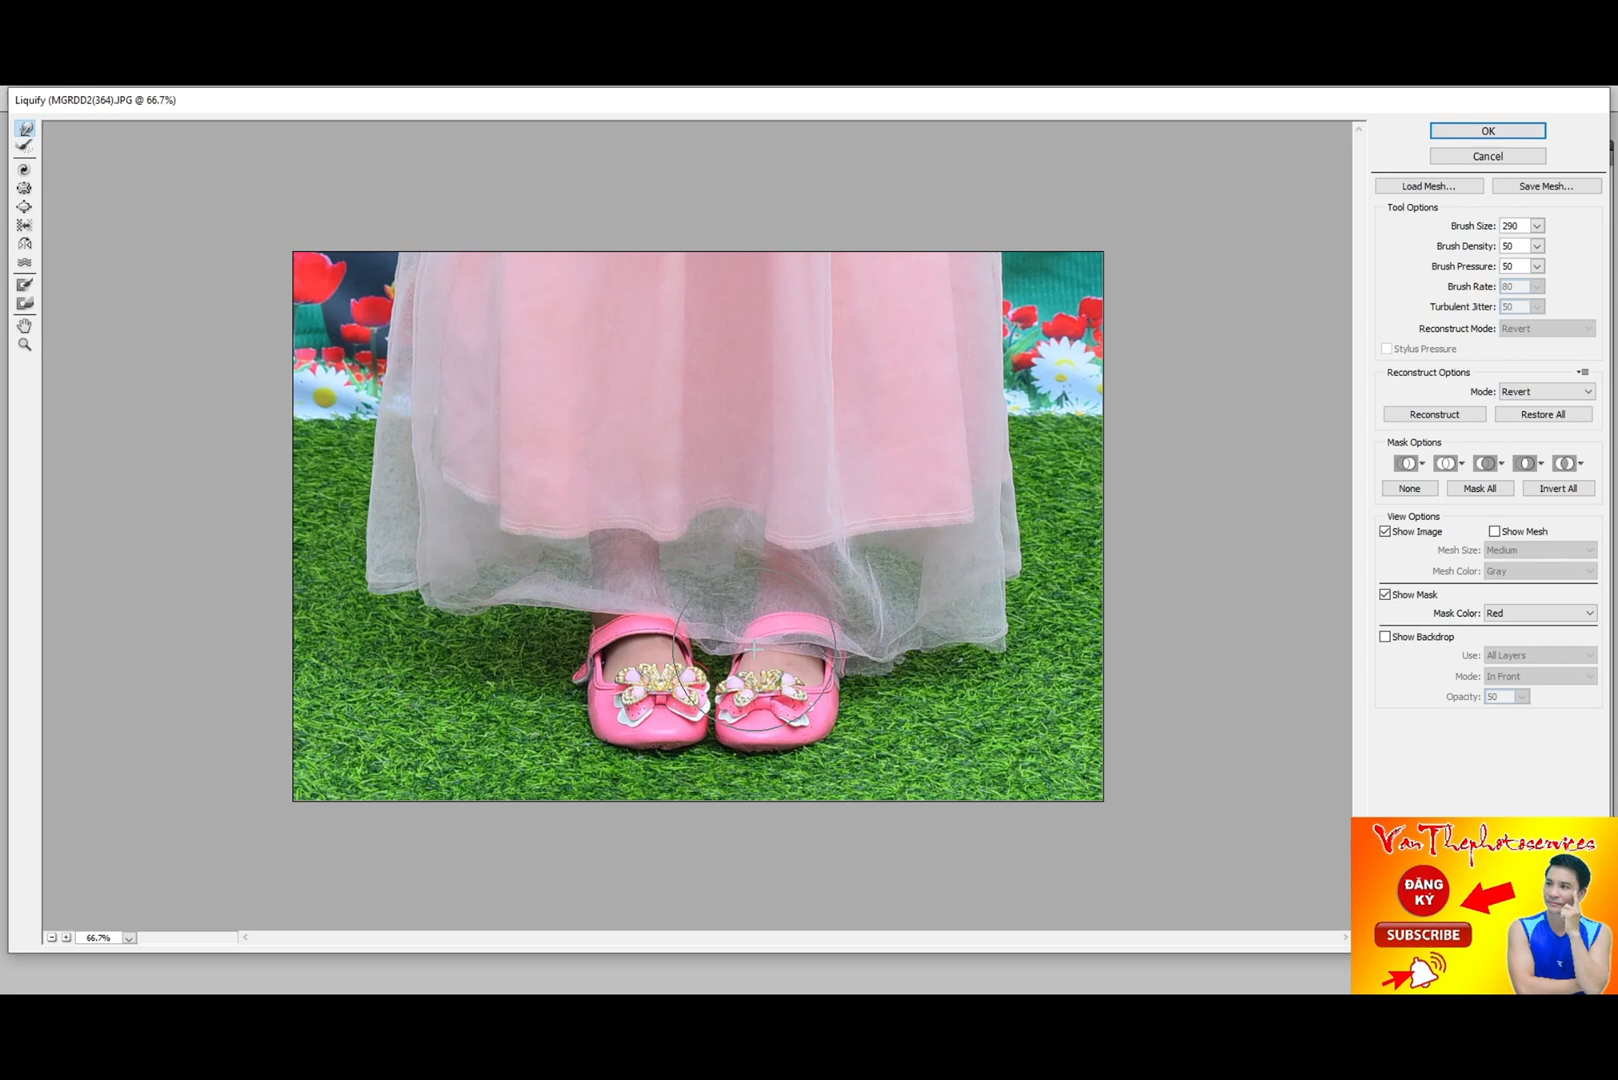 Liquify (MGRDD2(364).JPG @ 66.7%)
OK
Cancel
Load Mesh...
Save Mesh...
Tool Options
Brush Size: 290
Brush Density: 50
Brush Pressure: 50
Brush Rate: 80
Turbulent Jitter: 50
Reconstruct Mode: Revert
Stylus Pressure
Reconstruct Options
Mode: Revert
Reconstruct
Restore All
Mask Options
None
Mask All
Invert All
View Options
Show Image
Show Mesh
Mesh Size: Medium
Mesh Color: Gray
Show Mask
Mask Color: Red
Show Backdrop
Use: All Layers
Mode: In Front
Opacity: 50
Van Thephotoservices
ĐĂNG
KÝ
SUBSCRIBE
66.7%